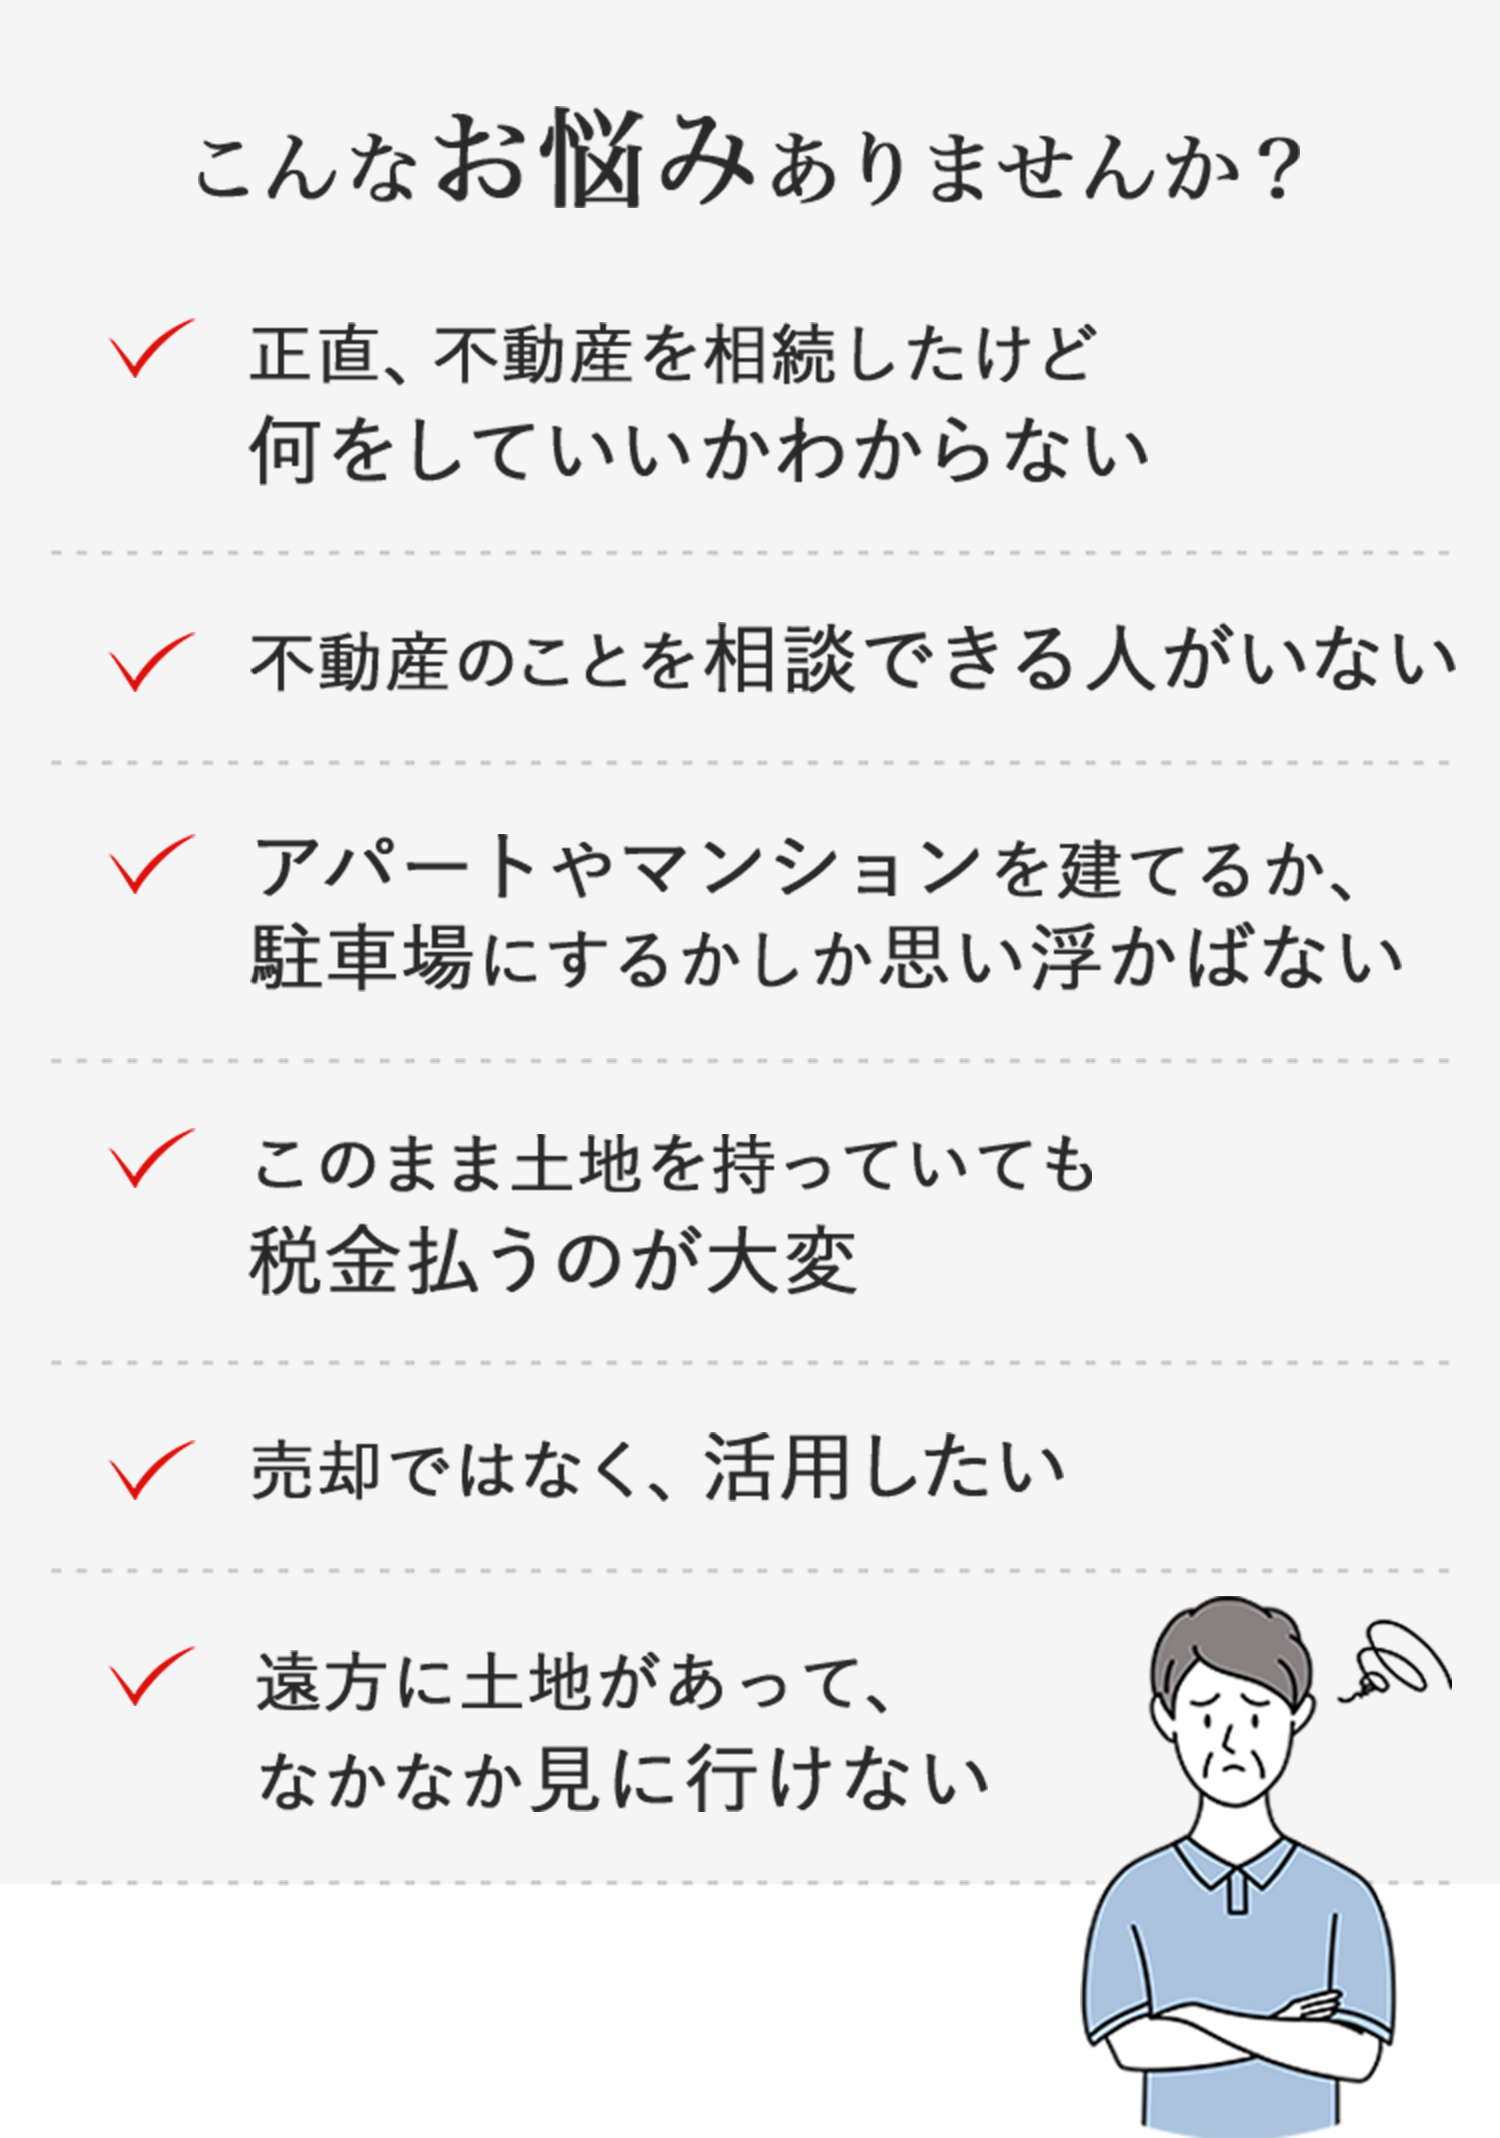 こんなお悩みありませんか？
正直、不動産を相続したけど
何をしていいかわからない
不動産のことを相談できる人がいない
アパートやマンションを建てるか、
駐車場にするかしか思い浮かばない
このまま土地を持っていても
税金払うのが大変
売却ではなく、活用したい
遠方に土地があって、
なかなか見に行けない